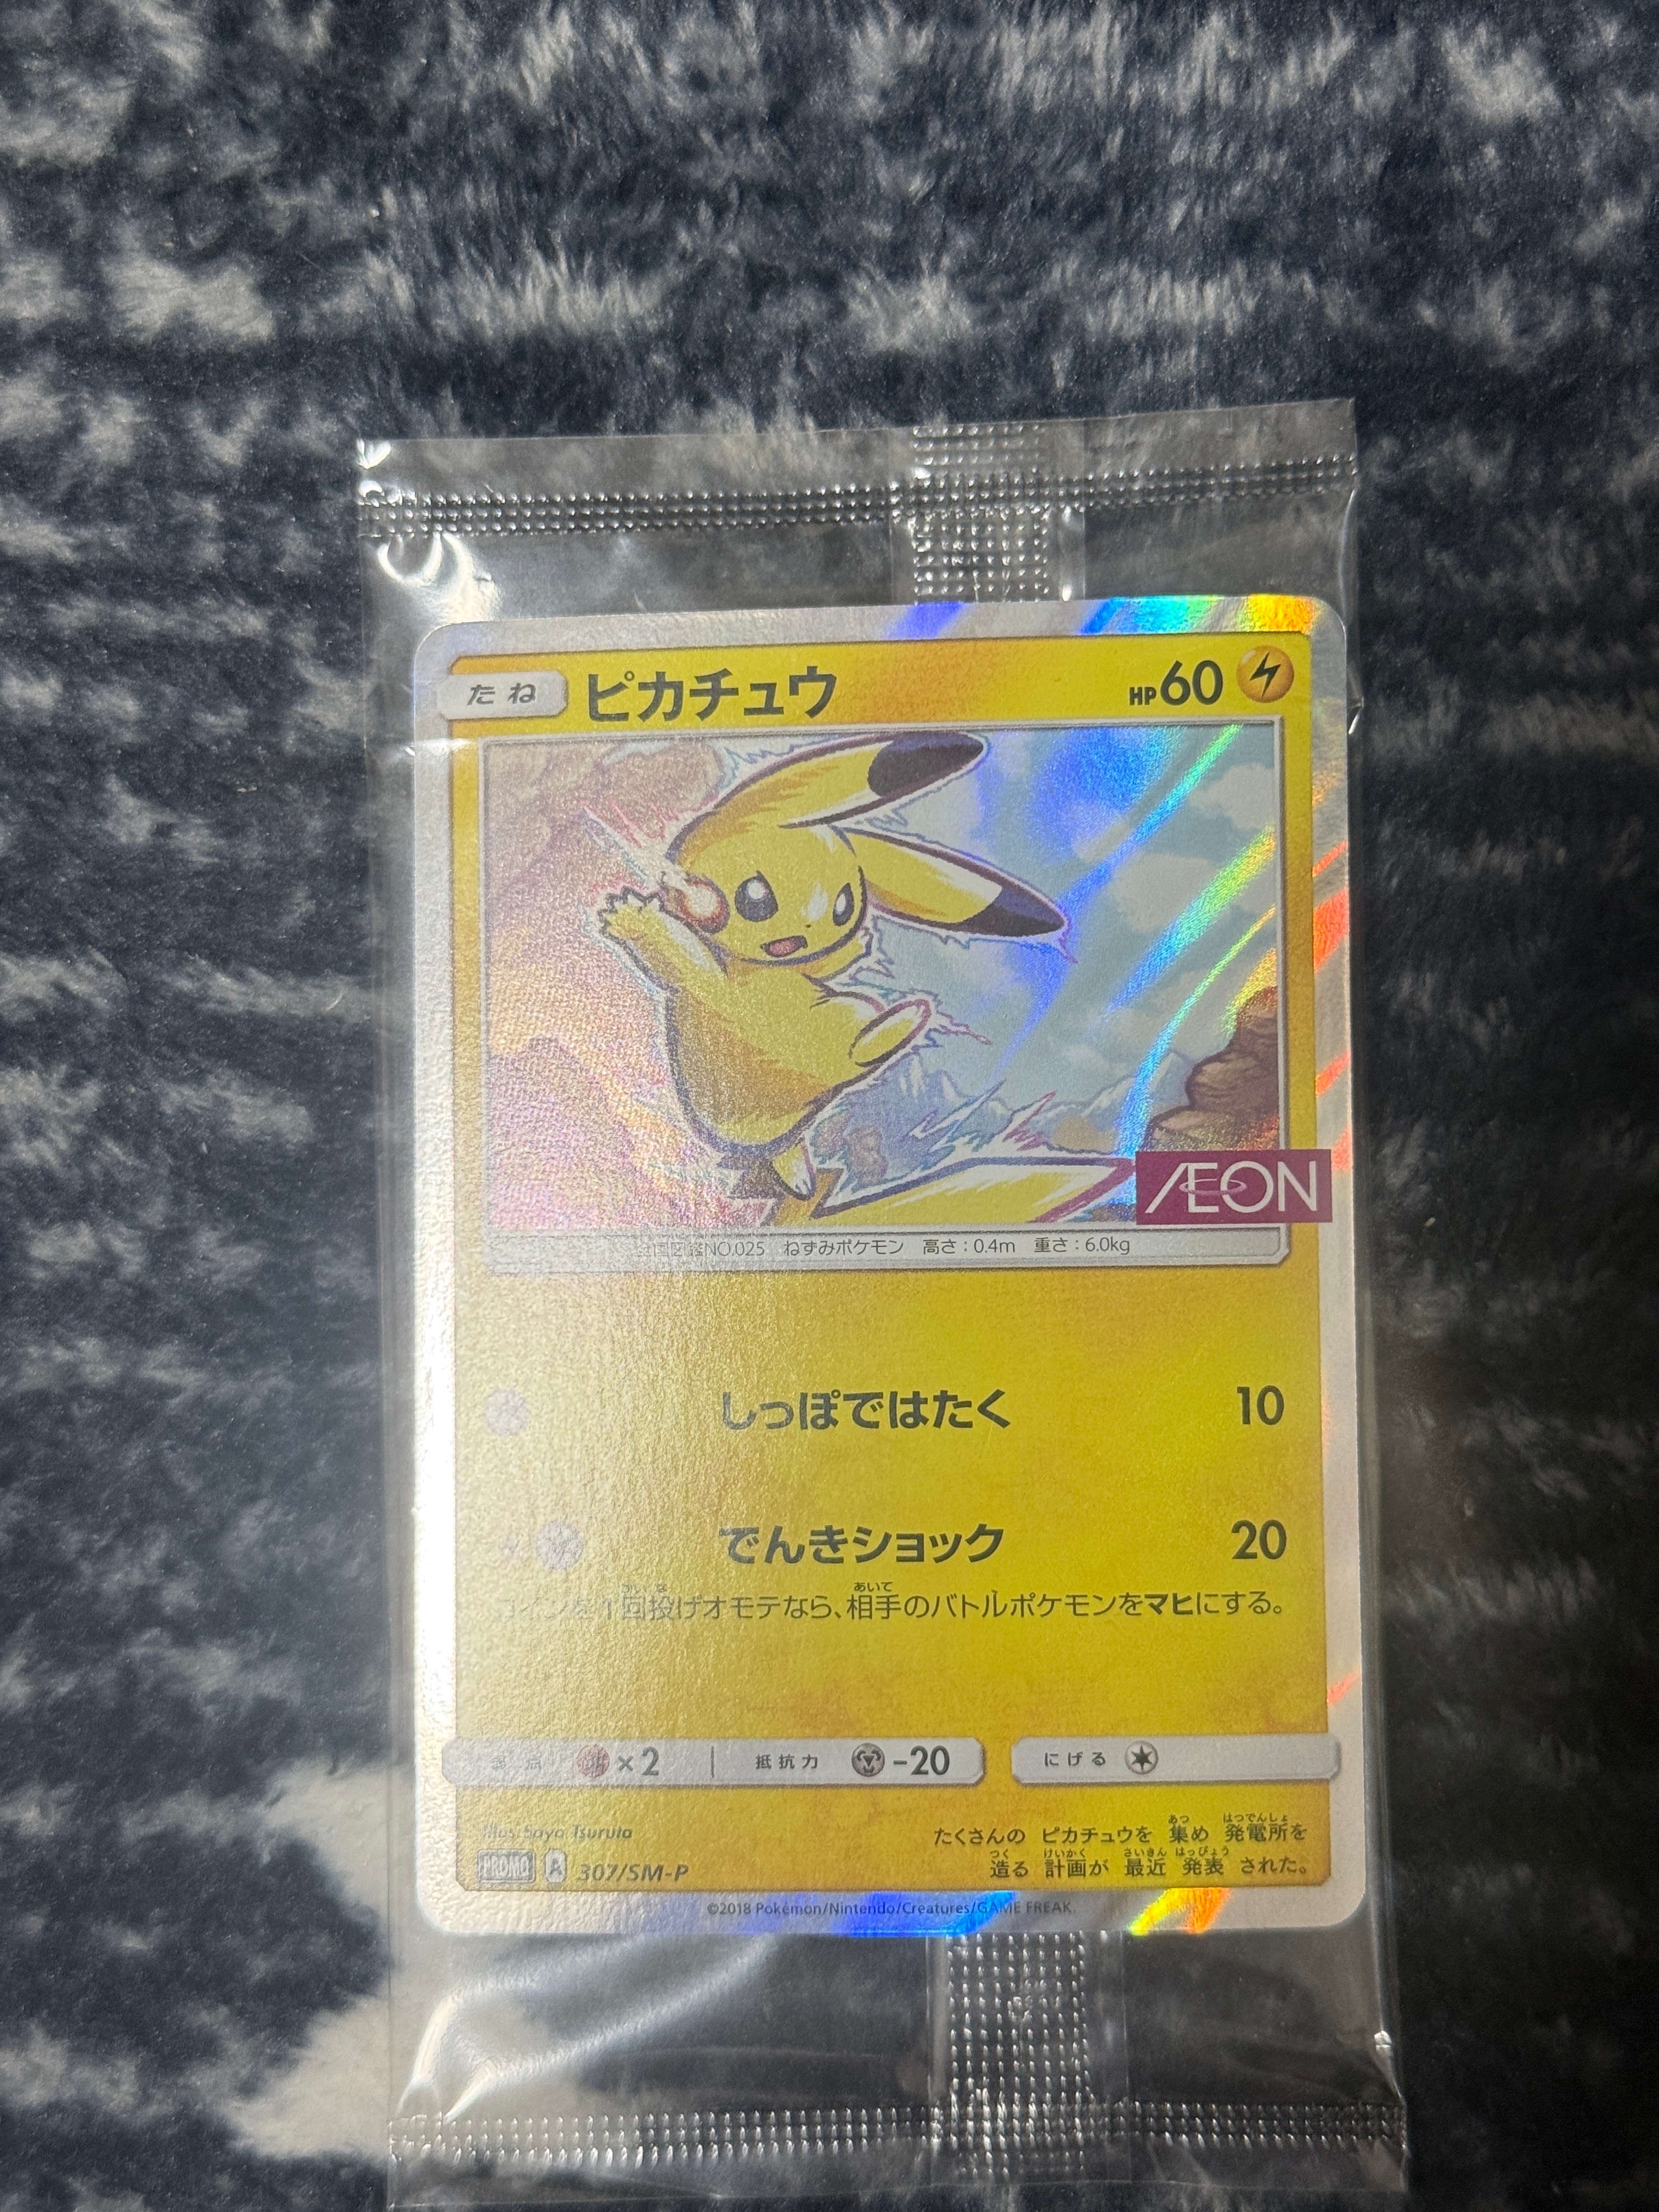 たね ピカチュウ HP60
ÆON
全国図鑑NO.025 ねずみポケモン 高さ:0.4m 重さ:6.0kg
しっぽではたく 10
でんきショック 20
コインを1回投げオモテなら、相手のバトルポケモンをマヒにする。
弱点 ×2 抵抗力 -20 にげる
Illus. Saya Tsuruta
PROMO A 307/SM-P
たくさんの ピカチュウを 集め 発電所を
造る 計画が 最近 発表 された。
©2018 Pokémon/Nintendo/Creatures/GAME FREAK.